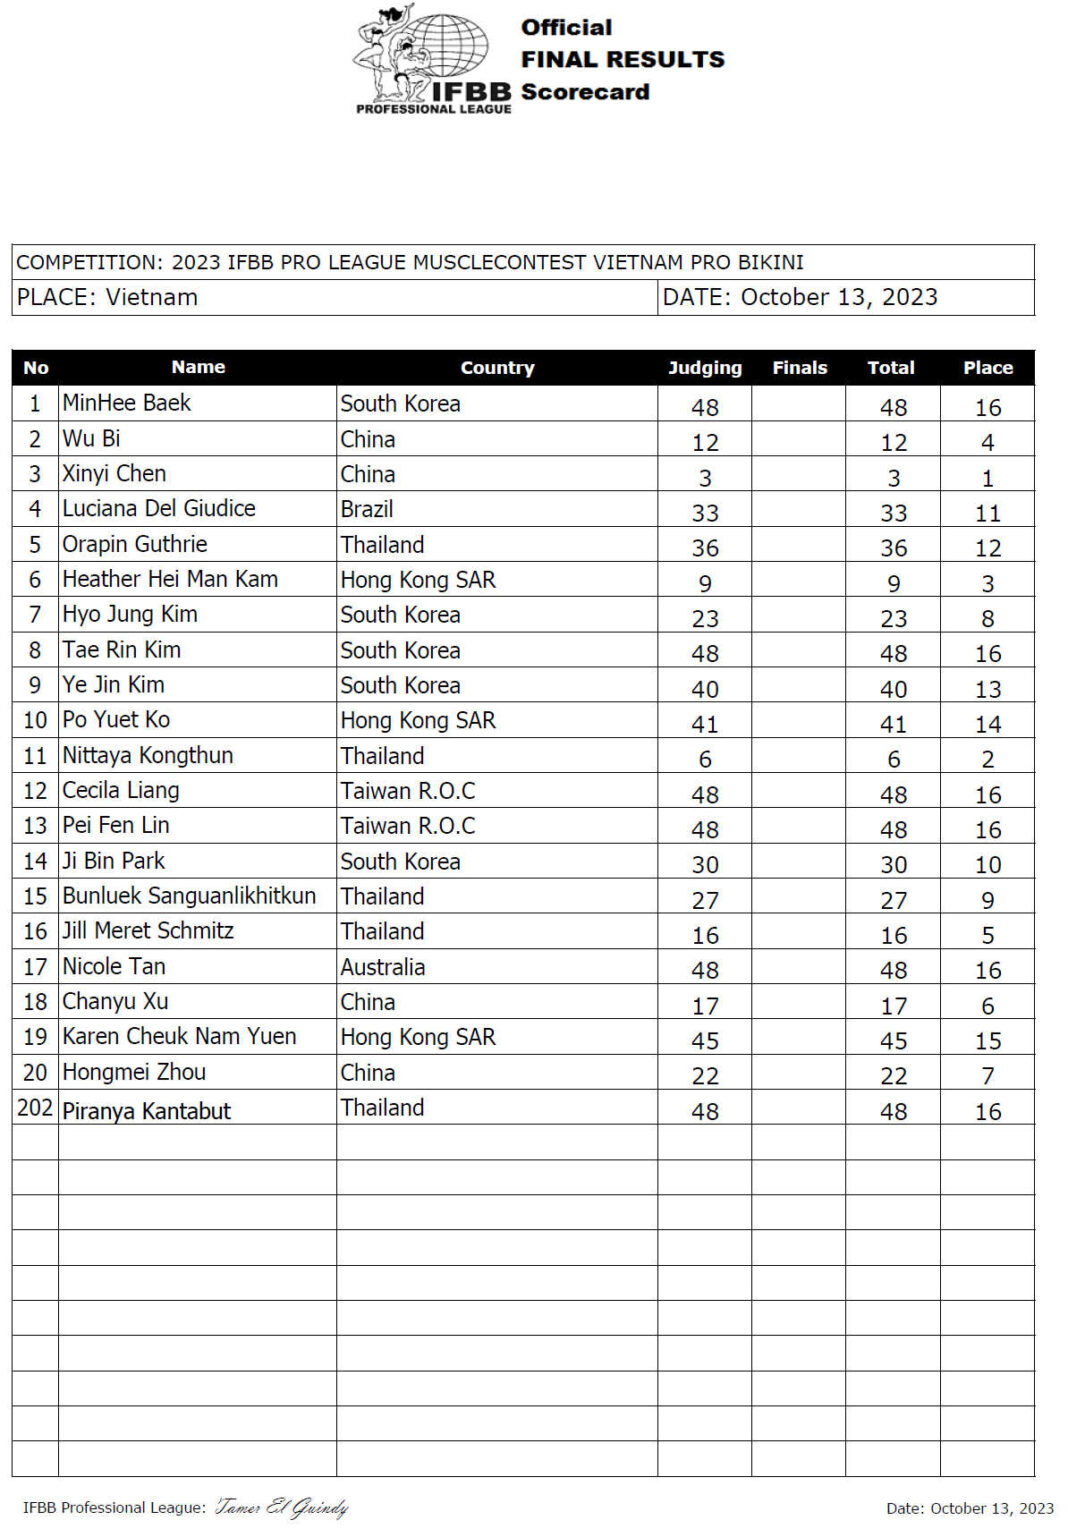 Official
FINAL RESULTS
Scorecard
IFBB
PROFESSIONAL LEAGUE
COMPETITION: 2023 IFBB PRO LEAGUE MUSCLECONTEST VIETNAM PRO BIKINI
PLACE: Vietnam DATE: October 13, 2023
No Name Country Judging Finals Total Place
1 MinHee Baek South Korea 48 48 16
2 Wu Bi China 12 12 4
3 Xinyi Chen China 3 3 1
4 Luciana Del Giudice Brazil 33 33 11
5 Orapin Guthrie Thailand 36 36 12
6 Heather Hei Man Kam Hong Kong SAR 9 9 3
7 Hyo Jung Kim South Korea 23 23 8
8 Tae Rin Kim South Korea 48 48 16
9 Ye Jin Kim South Korea 40 40 13
10 Po Yuet Ko Hong Kong SAR 41 41 14
11 Nittaya Kongthun Thailand 6 6 2
12 Cecila Liang Taiwan R.O.C 48 48 16
13 Pei Fen Lin Taiwan R.O.C 48 48 16
14 Ji Bin Park South Korea 30 30 10
15 Bunluek Sanguanlikhitkun Thailand 27 27 9
16 Jill Meret Schmitz Thailand 16 16 5
17 Nicole Tan Australia 48 48 16
18 Chanyu Xu China 17 17 6
19 Karen Cheuk Nam Yuen Hong Kong SAR 45 45 15
20 Hongmei Zhou China 22 22 7
202 Piranya Kantabut Thailand 48 48 16
IFBB Professional League: Tamer El Guindy Date: October 13, 2023